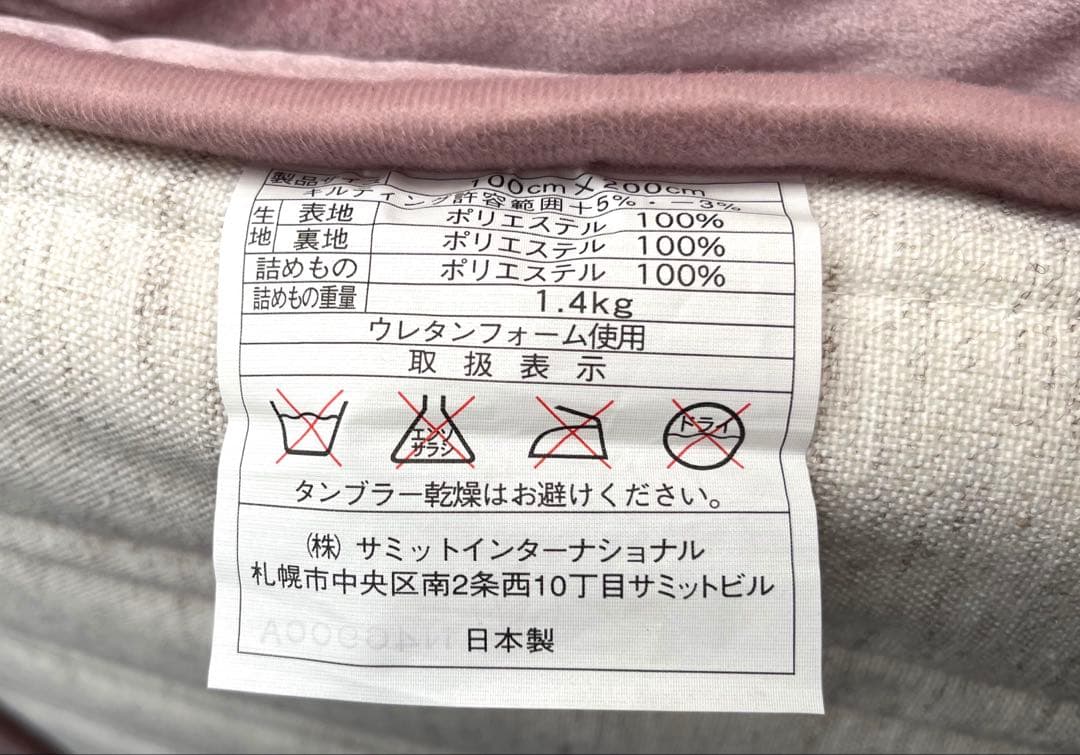 製品サイズ 100cm×200cm
キルティング許容範囲+5%・-3%
生地 表地 ポリエステル 100%
裏地 ポリエステル 100%
詰めもの ポリエステル 100%
詰めもの重量 1.4kg
ウレタンフォーム使用
取扱表示
エンソサラシ ドライ
タンブラー乾燥はお避けください。
(株)サミットインターナショナル
札幌市中央区南2条西10丁目サミットビル
日本製